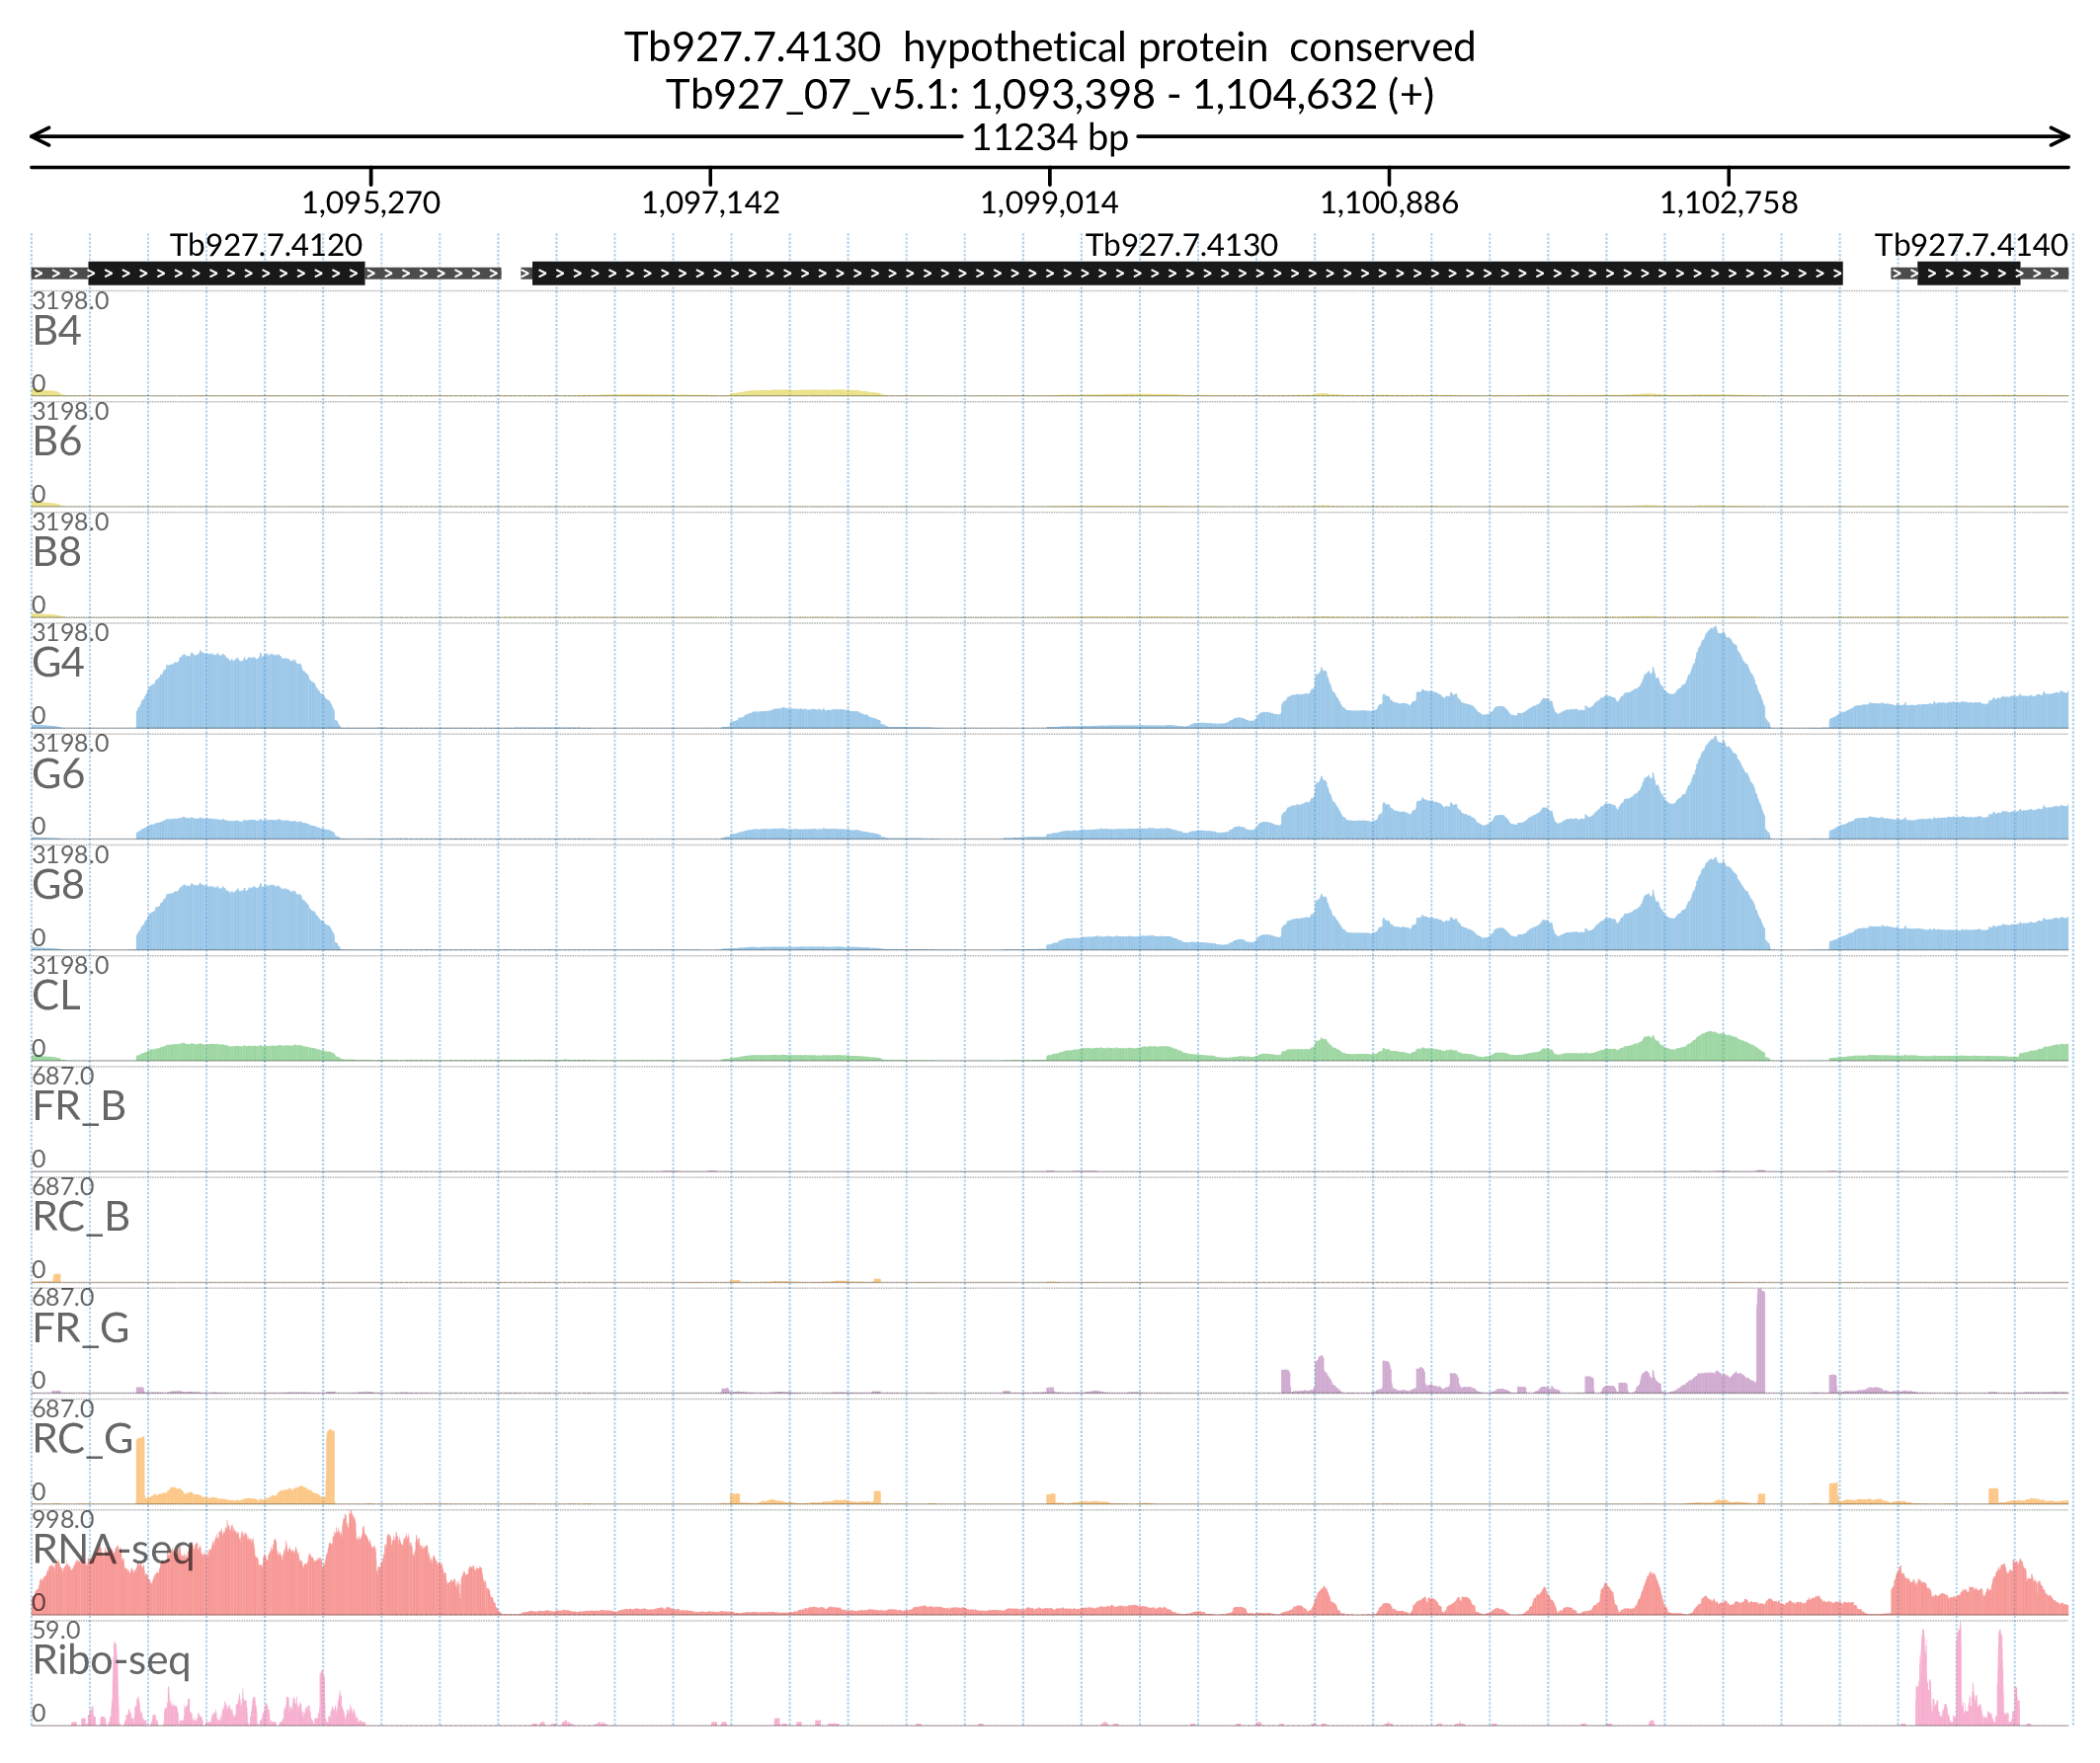 Tb927.7.4130 hypothetical protein conserved
Tb927_07_v5.1: 1,093,398 - 1,104,632 (+)
11234 bp
1,095,270 1,097,142 1,099,014 1,100,886 1,102,758
Tb927.7.4120 Tb927.7.4130 Tb927.7.4140
3198.0
B4
0
3198.0
B6
0
3198.0
B8
0
3198.0
G4
0
3198.0
G6
0
3198.0
G8
0
3198.0
CL
0
687.0
FR_B
0
687.0
RC_B
0
687.0
FR_G
0
687.0
RC_G
0
998.0
RNA-seq
0
59.0
Ribo-seq
0